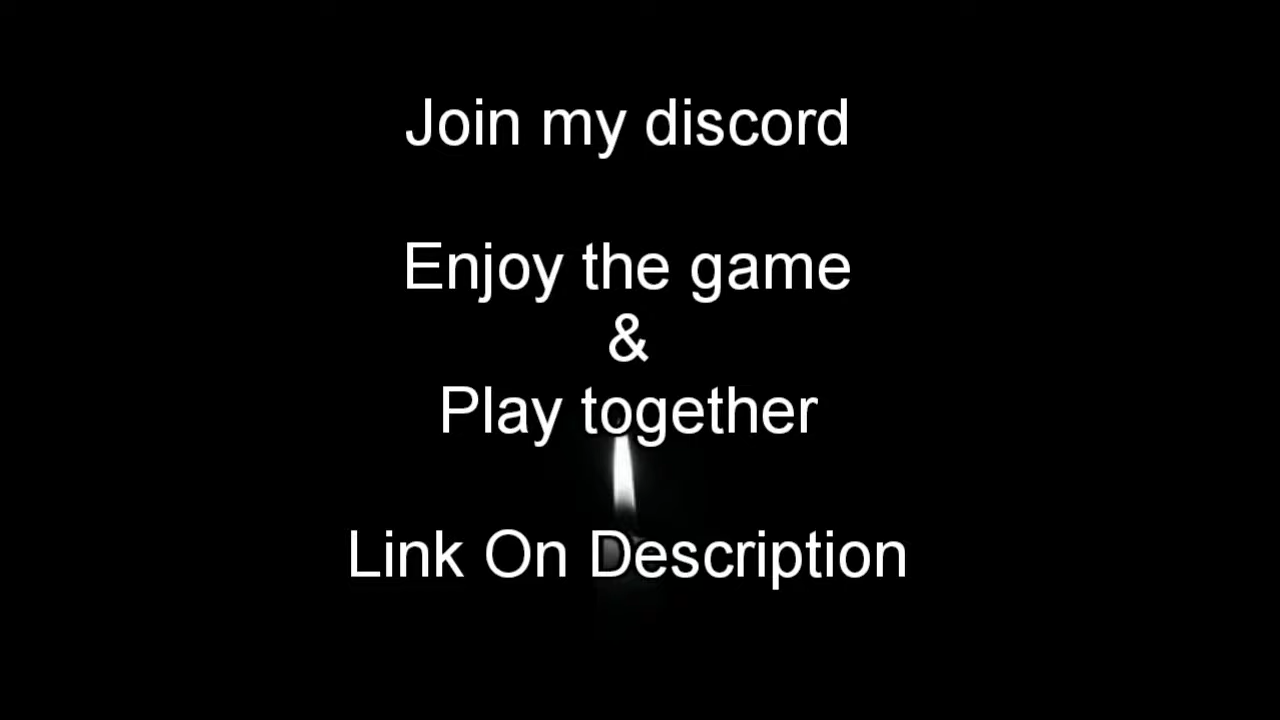 Join my discord
Enjoy the game
&
Play together
Link On Description